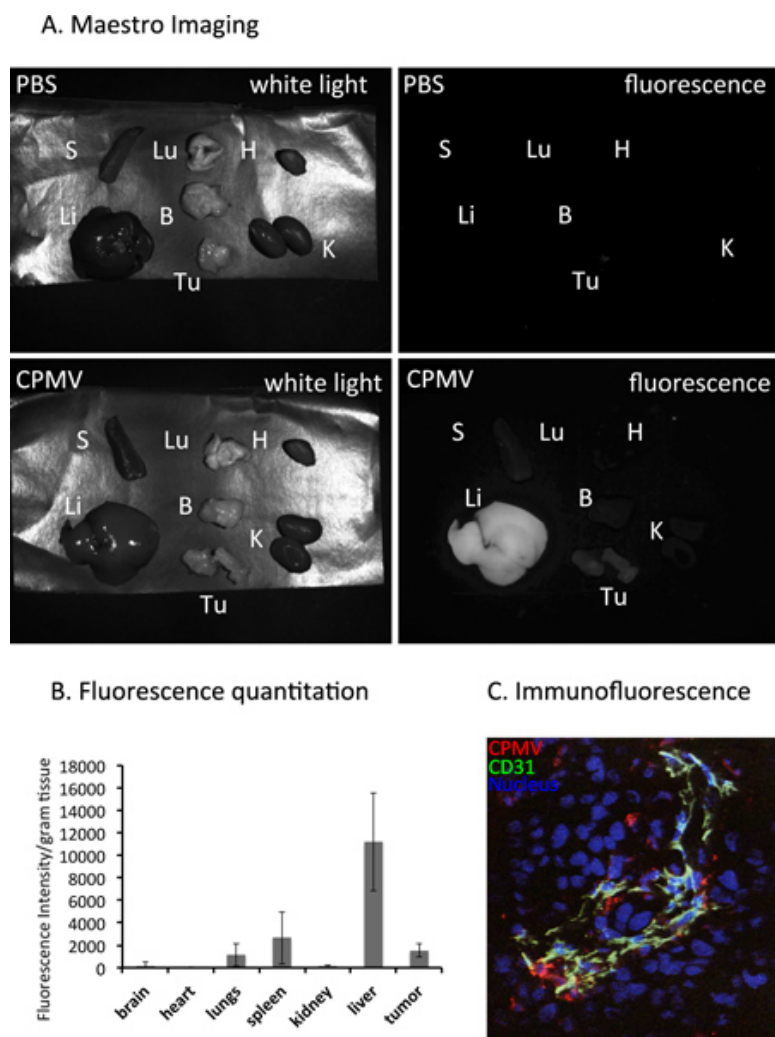 A. Maestro Imaging
PBS white light
S Lu H
Li B
K
Tu
PBS fluorescence
S Lu H
Li B
K
Tu
CPMV white light
S Lu H
Li B
K
Tu
CPMV fluorescence
S Lu H
Li B
K
Tu
B. Fluorescence quantitation
Fluorescence Intensity/gram tissue
18000
16000
14000
12000
10000
8000
6000
4000
2000
0
brain heart lungs spleen kidney liver tumor
C. Immunofluorescence
CPMV
CD31
Nucleus